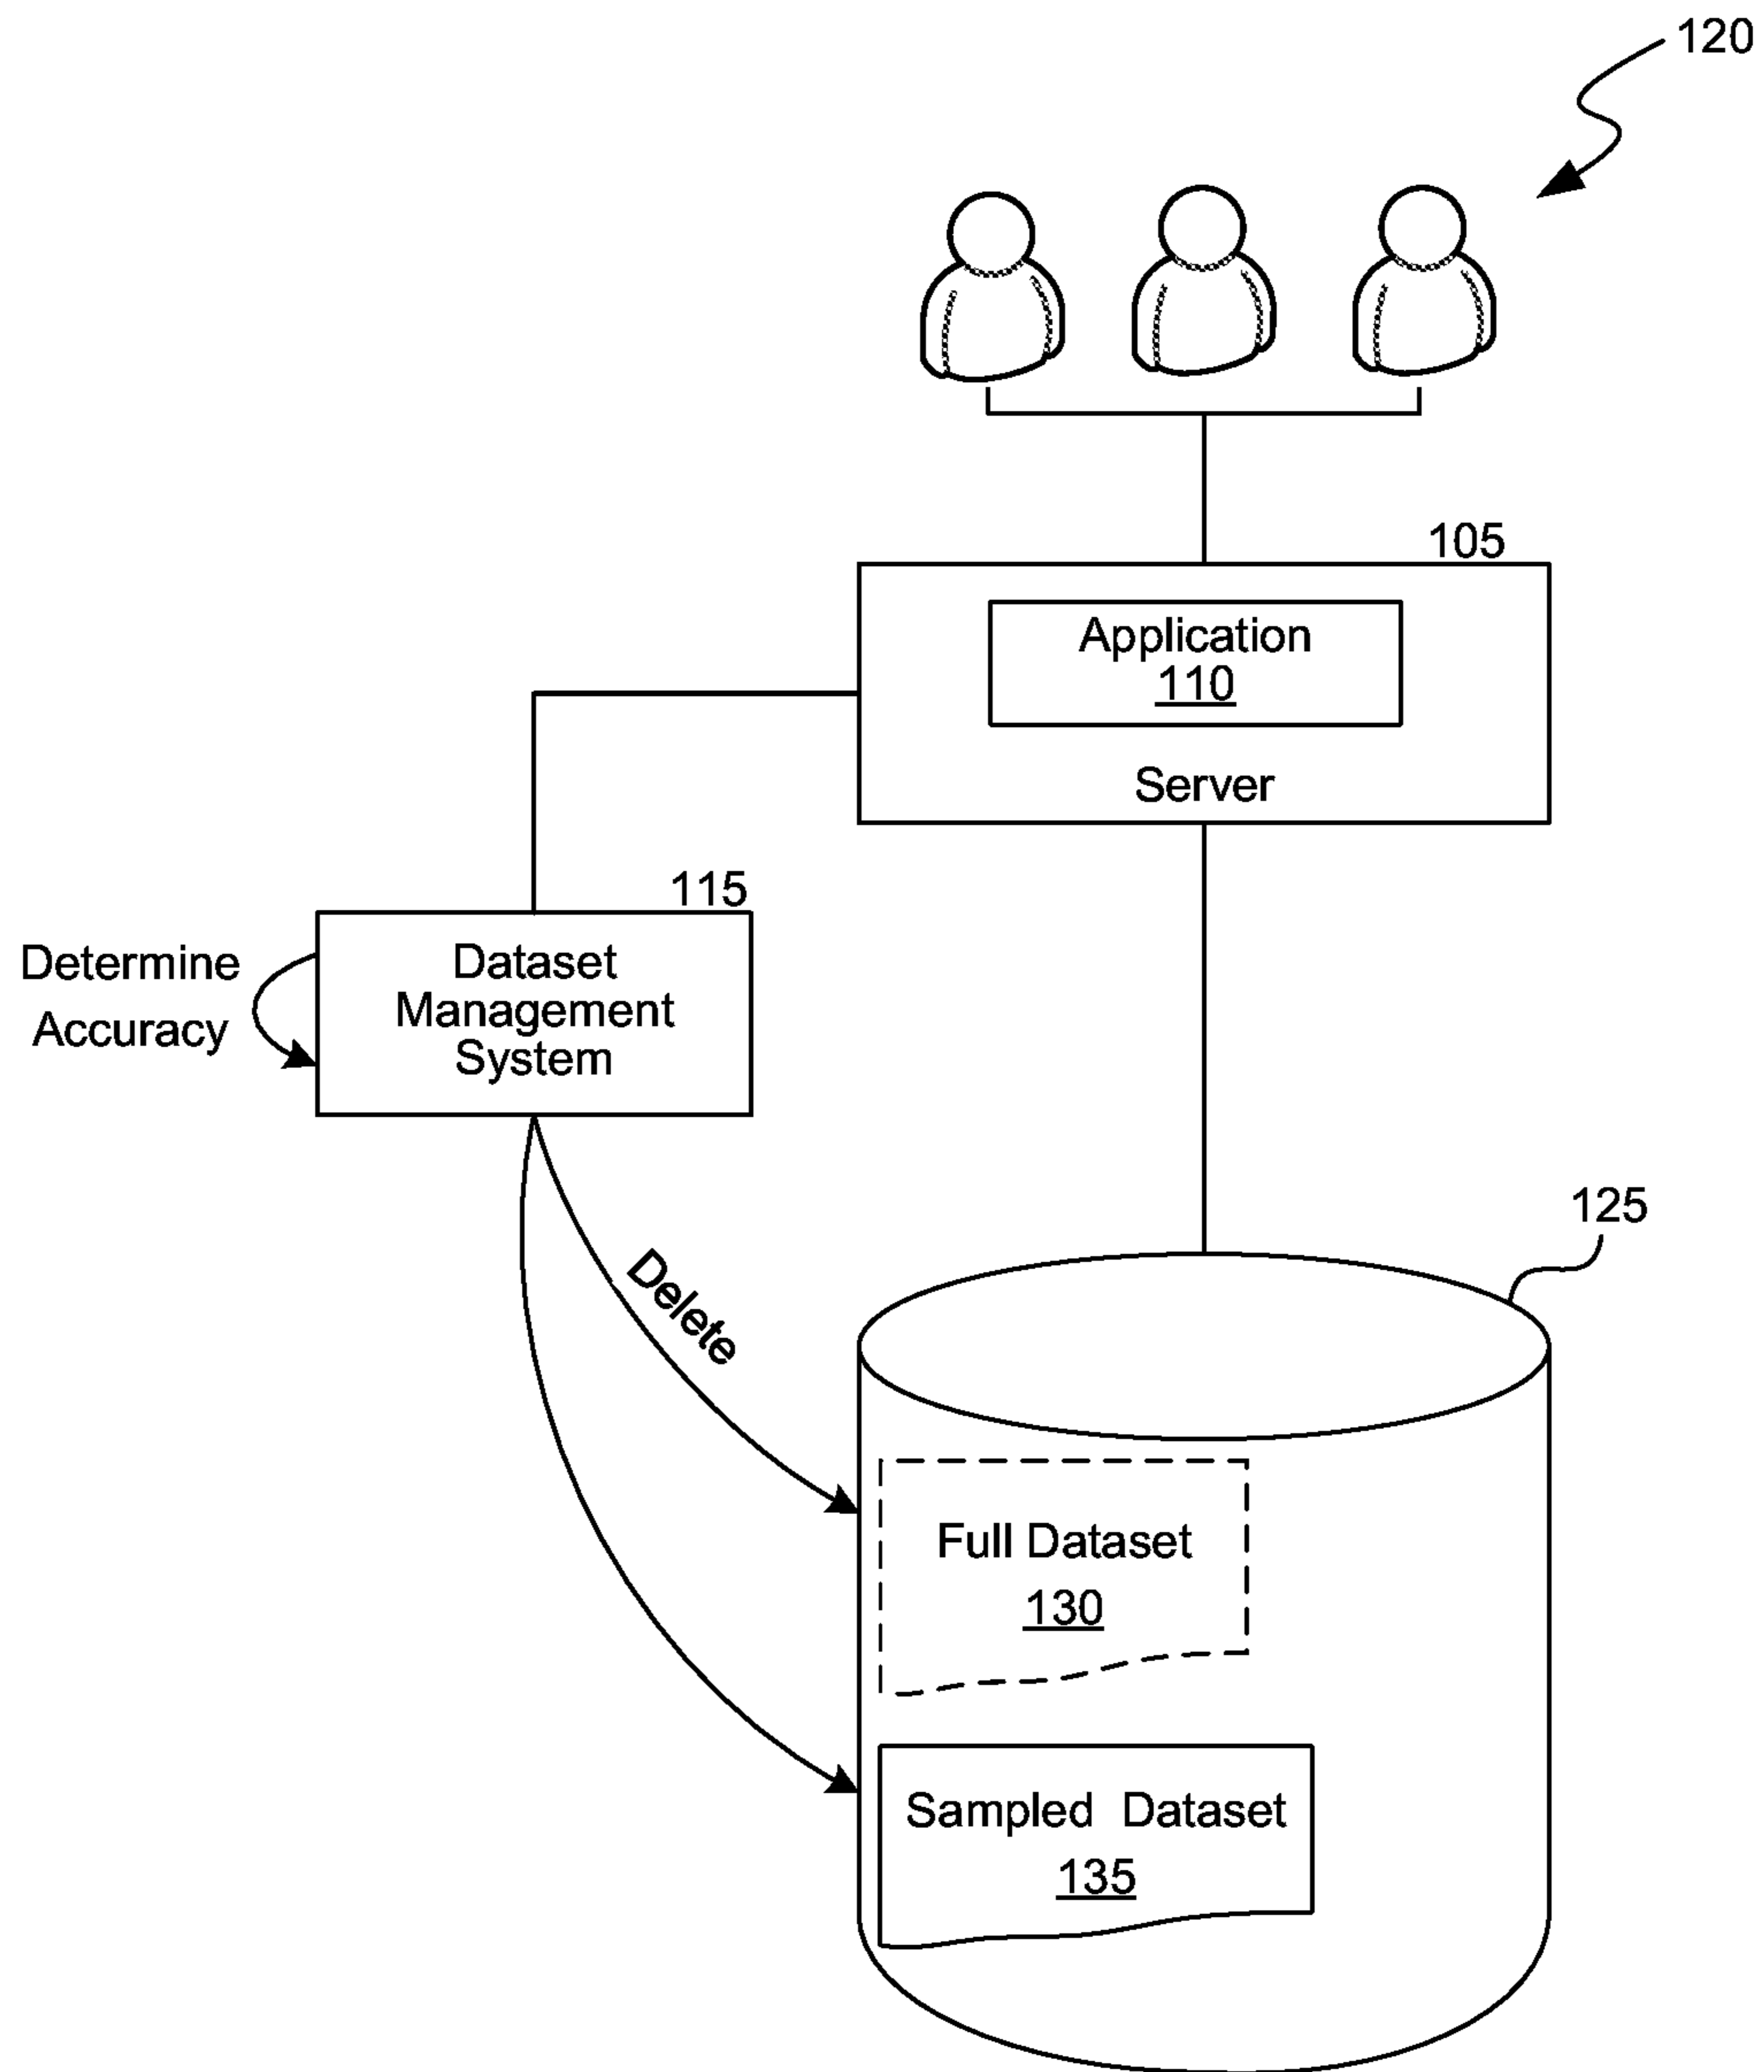 120
105
Application
110
Server
115
Determine
Accuracy
Dataset
Management
System
Delete
125
Full Dataset
130
Sampled Dataset
135